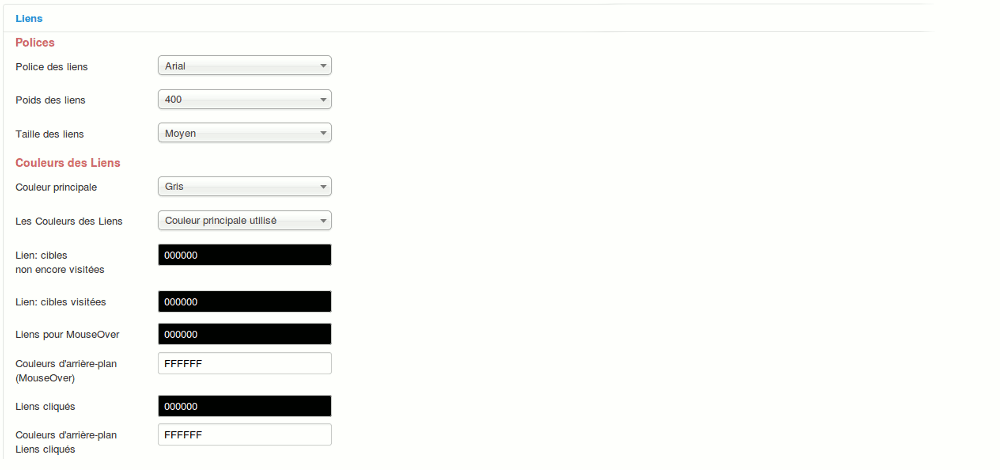 Liens
Polices
Police des liens Arial
Poids des liens 400
Taille des liens Moyen
Couleurs des Liens
Couleur principale Gris
Les Couleurs des Liens Couleur principale utilisé
Lien: cibles 000000
non encore visitées
Lien: cibles visitées 000000
Liens pour MouseOver 000000
Couleurs d'arrière-plan FFFFFF
(MouseOver)
Liens cliqués 000000
Couleurs d'arrière-plan FFFFFF
Liens cliqués